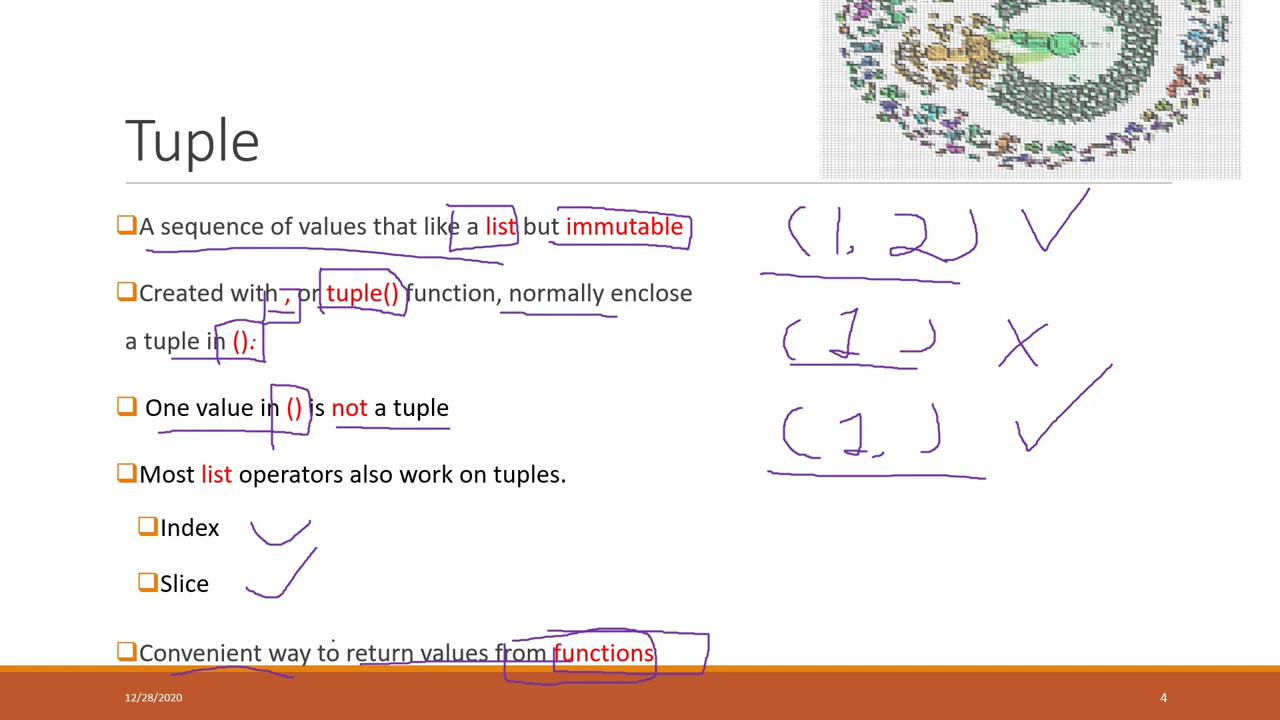 Tuple
A sequence of values that like a list but immutable
Created with , or tuple() function, normally enclose
a tuple in ().
One value in () is not a tuple
Most list operators also work on tuples.
Index
Slice
Convenient way to return values from functions
(1, 2)
(1)
(1,)
12/28/2020
4